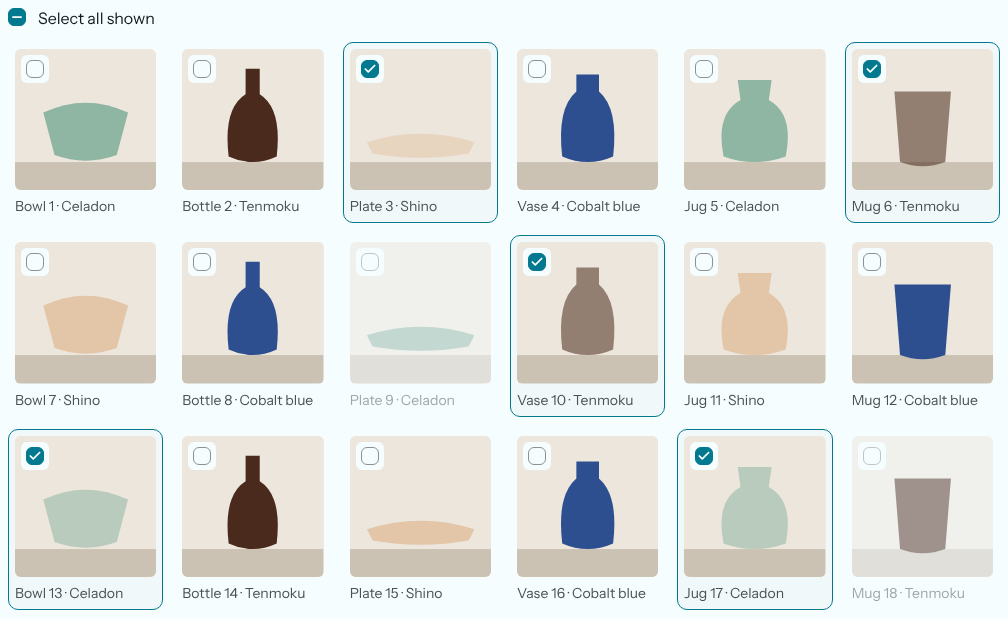 Select all shown
Bowl 1 · Celadon
Bottle 2 · Tenmoku
Plate 3 · Shino
Vase 4 · Cobalt blue
Jug 5 · Celadon
Mug 6 · Tenmoku
Bowl 7 · Shino
Bottle 8 · Cobalt blue
Plate 9 · Celadon
Vase 10 · Tenmoku
Jug 11 · Shino
Mug 12 · Cobalt blue
Bowl 13 · Celadon
Bottle 14 · Tenmoku
Plate 15 · Shino
Vase 16 · Cobalt blue
Jug 17 · Celadon
Mug 18 · Tenmoku